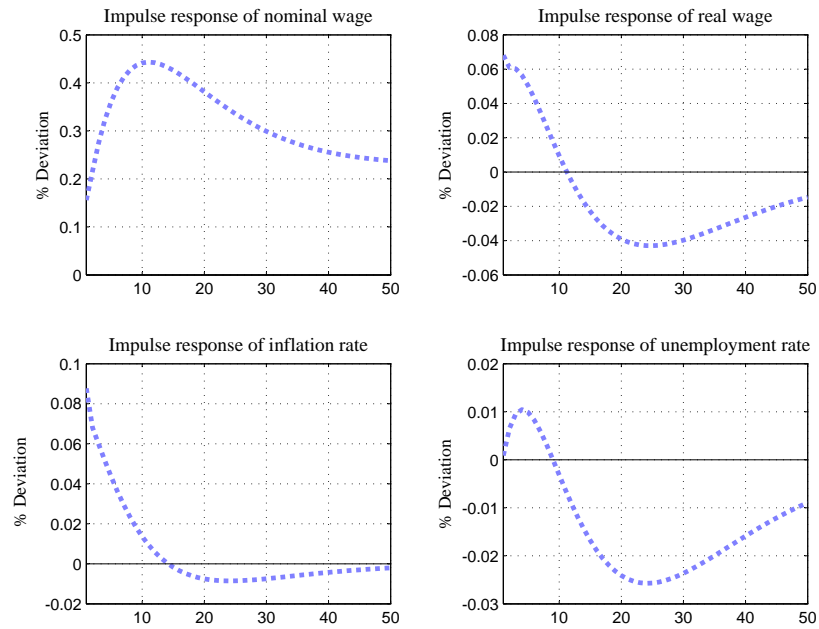 Impulse response of nominal wage
% Deviation
0.5
0.4
0.3
0.2
0.1
0
10 20 30 40 50
Impulse response of real wage
% Deviation
0.08
0.06
0.04
0.02
0
-0.02
-0.04
-0.06
10 20 30 40 50
Impulse response of inflation rate
% Deviation
0.1
0.08
0.06
0.04
0.02
0
-0.02
10 20 30 40 50
Impulse response of unemployment rate
% Deviation
0.02
0.01
0
-0.01
-0.02
-0.03
10 20 30 40 50